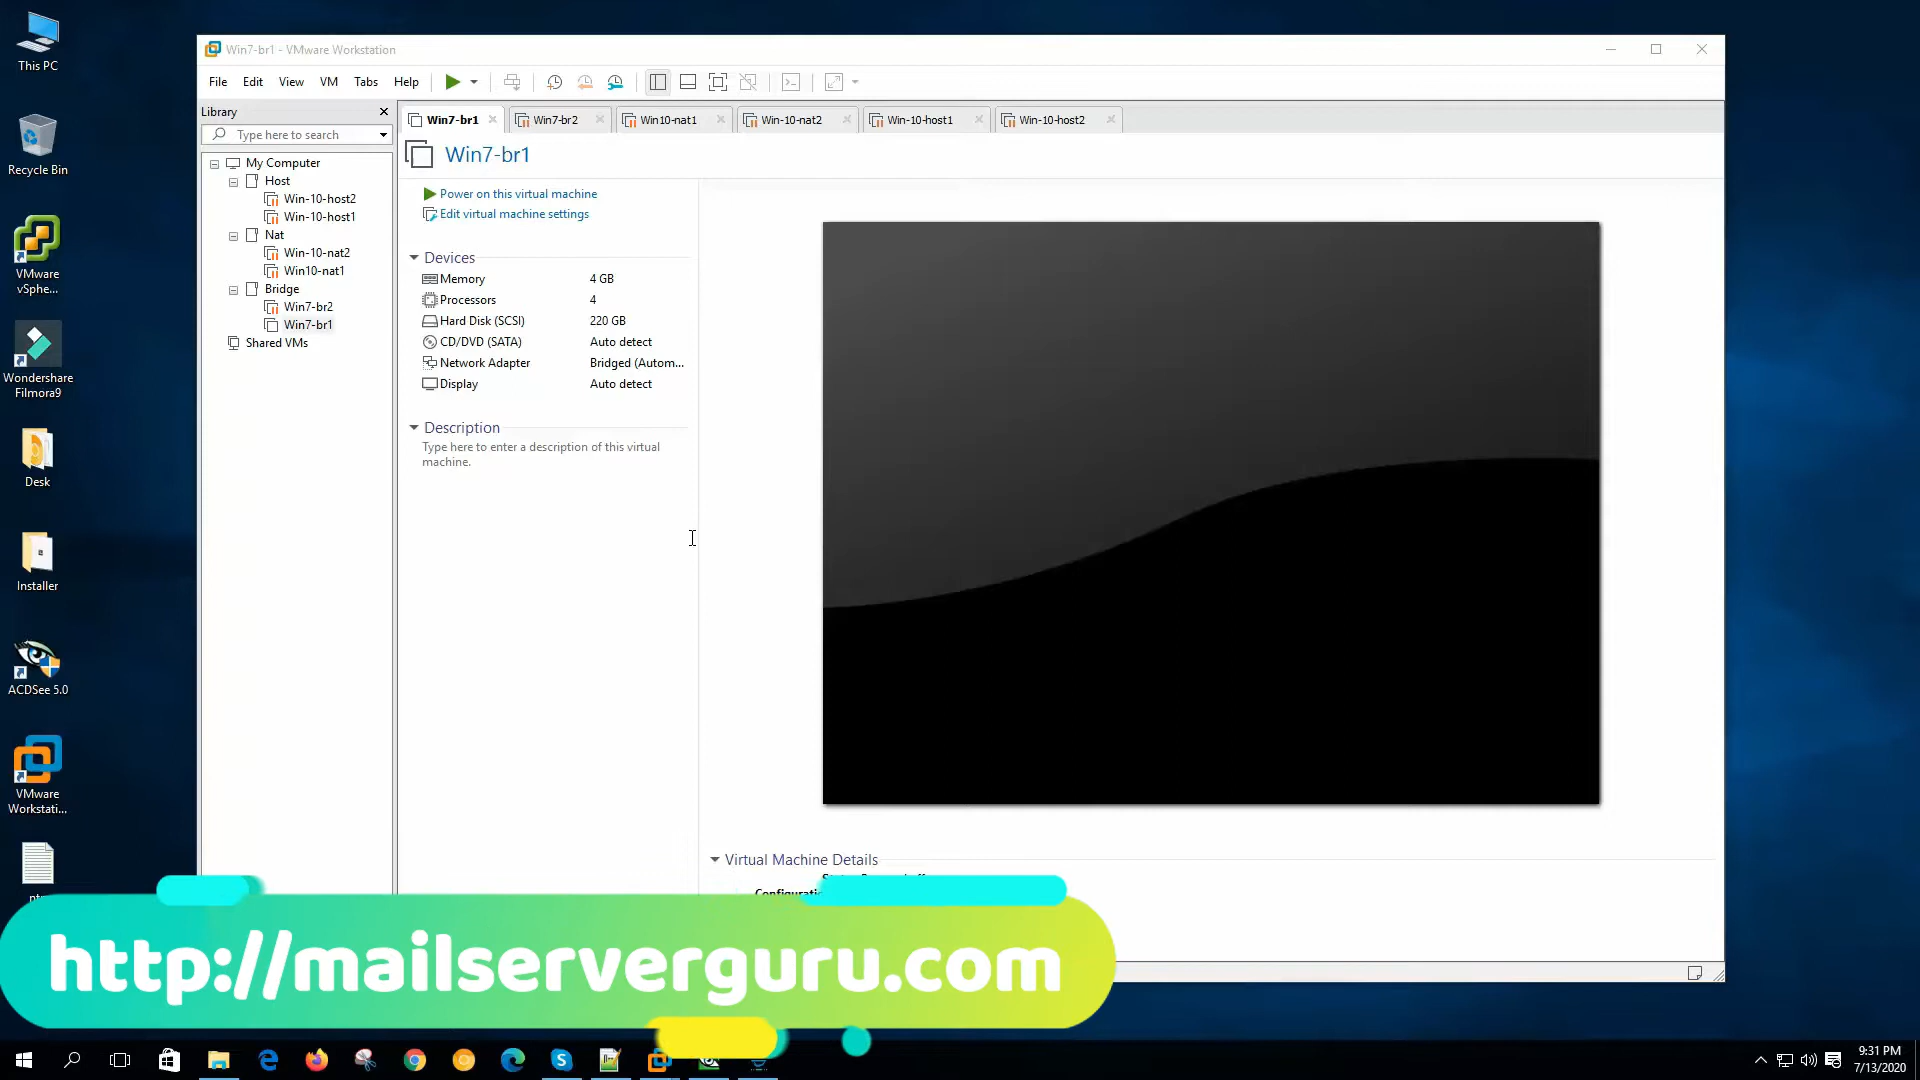 This PC
Recycle Bin
VMware
vSphe...
Wondershare
Filmora9
Desk
Installer
ACDSee 5.0
VMware
Workstati...
Win7-br1 - VMware Workstation
File Edit View VM Tabs Help
Library
Type here to search
My Computer
Host
Win-10-host2
Win-10-host1
Nat
Win-10-nat2
Win10-nat1
Bridge
Win7-br2
Win7-br1
Shared VMs
Win7-br1 Win7-br2 Win10-nat1 Win-10-nat2 Win-10-host1 Win-10-host2
Win7-br1
Power on this virtual machine
Edit virtual machine settings
Devices
Memory 4 GB
Processors 4
Hard Disk (SCSI) 220 GB
CD/DVD (SATA) Auto detect
Network Adapter Bridged (Autom...
Display Auto detect
Description
Type here to enter a description of this virtual
machine.
Virtual Machine Details
http://mailserverguru.com
9:31 PM
7/13/2020